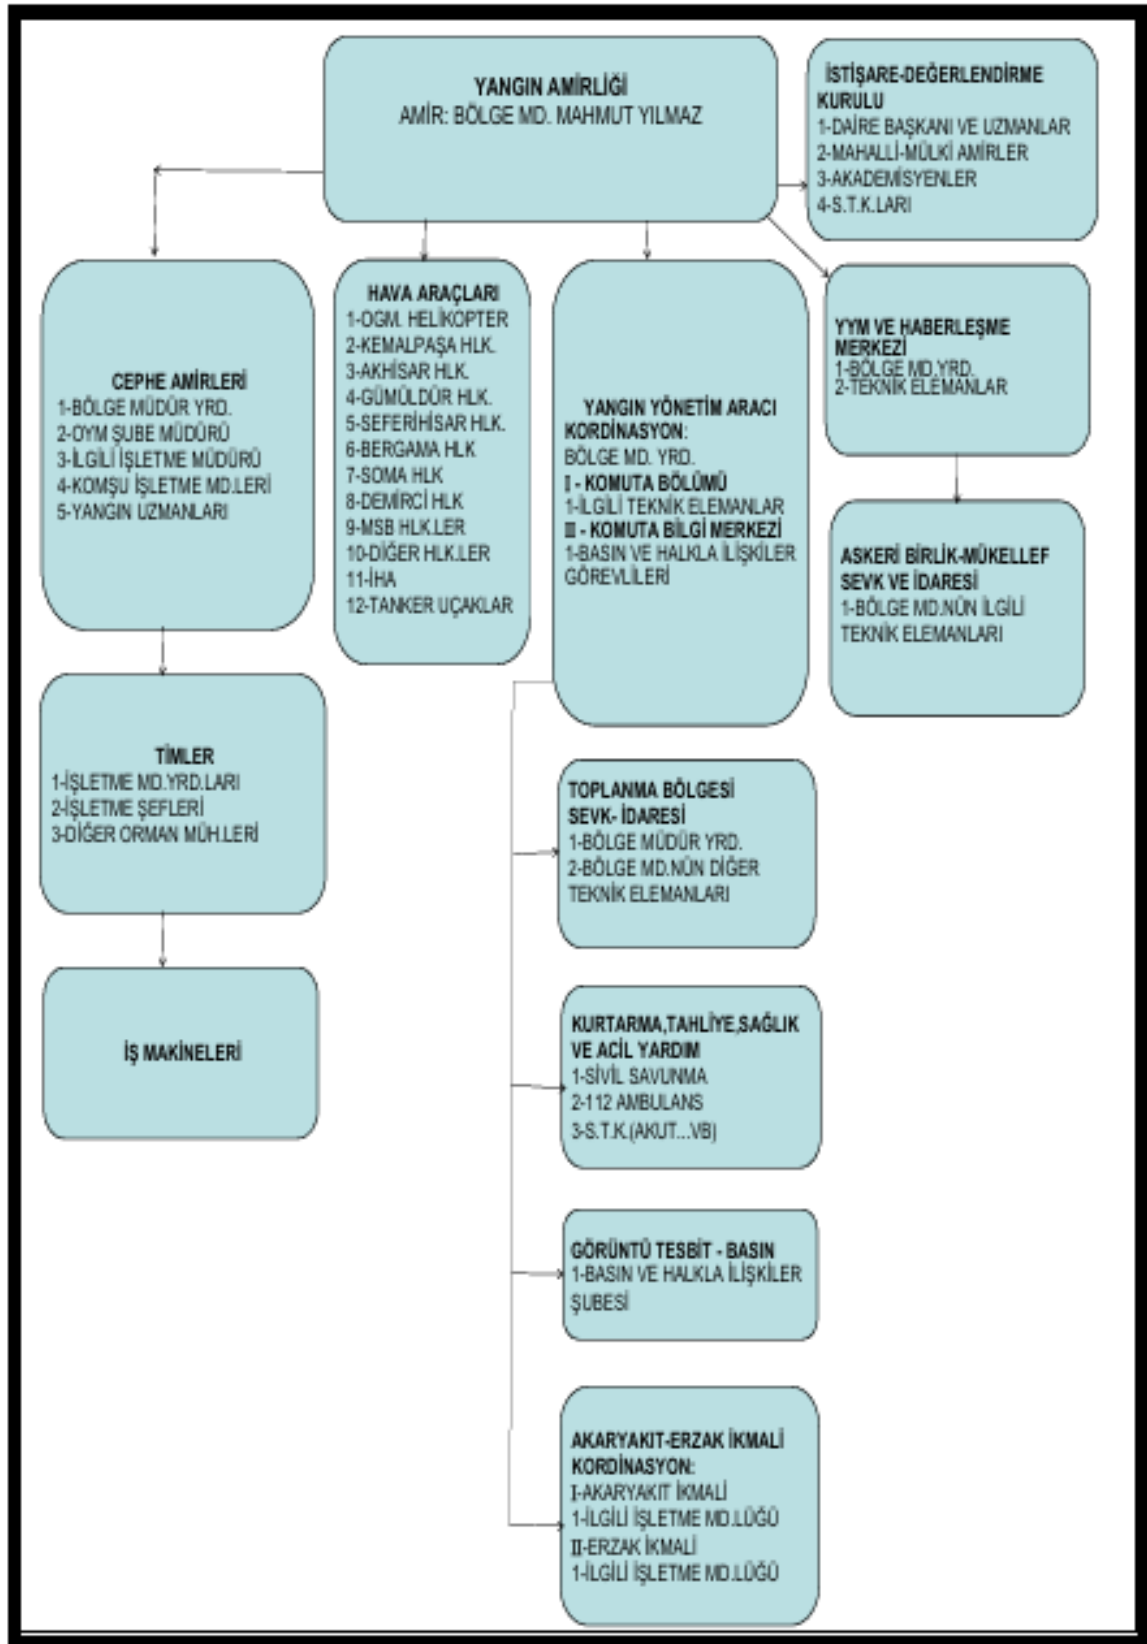 YANGIN AMİRLİĞİ
AMİR: BÖLGE MD. MAHMUT YILMAZ
İSTİŞARE-DEĞERLENDİRME
KURULU
1-DAİRE BAŞKANI VE UZMANLAR
2-MAHALLİ-MÜLKİ AMİRLER
3-AKADEMİSYENLER
4-S.T.K.LARI
CEPHE AMİRLERİ
1-BÖLGE MÜDÜR YRD.
2-OYM ŞUBE MÜDÜRÜ
3-İLGİLİ İŞLETME MÜDÜRÜ
4-KOMŞU İŞLETME MD.LERİ
5-YANGIN UZMANLARI
HAVA ARAÇLARI
1-OGM. HELİKOPTER
2-KEMALPAŞA HLK.
3-AKHİSAR HLK.
4-GÜMÜLDÜR HLK.
5-SEFERİHİSAR HLK.
6-BERGAMA HLK
7-SOMA HLK
8-DEMİRCİ HLK
9-MSB HLK.LER
10-DİĞER HLK.LER
11-İHA
12-TANKER UÇAKLAR
YANGIN YÖNETİM ARACI
KORDİNASYON:
BÖLGE MD. YRD.
I - KOMUTA BÖLÜMÜ
1-İLGİLİ TEKNİK ELEMANLAR
II - KOMUTA BİLGİ MERKEZİ
1-BASIN VE HALKLA İLİŞKİLER
GÖREVLİLERİ
YYM VE HABERLEŞME
MERKEZİ
1-BÖLGE MD.YRD.
2-TEKNİK ELEMANLAR
ASKERİ BİRLİK-MÜKELLEF
SEVK VE İDARESİ
1-BÖLGE MD.NÜN İLGİLİ
TEKNİK ELEMANLARI
TİMLER
1-İŞLETME MD.YRD.LARI
2-İŞLETME ŞEFLERİ
3-DİĞER ORMAN MÜH.LERİ
İŞ MAKİNELERİ
TOPLANMA BÖLGESİ
SEVK- İDARESİ
1-BÖLGE MÜDÜR YRD.
2-BÖLGE MD.NÜN DİĞER
TEKNİK ELEMANLARI
KURTARMA,TAHLİYE,SAĞLIK
VE ACİL YARDIM
1-SİVİL SAVUNMA
2-112 AMBULANS
3-S.T.K.(AKUT...VB)
GÖRÜNTÜ TESBİT - BASIN
1-BASIN VE HALKLA İLİŞKİLER
ŞUBESİ
AKARYAKIT-ERZAK İKMALİ
KORDİNASYON:
I-AKARYAKIT İKMALİ
1-İLGİLİ İŞLETME MD.LÜĞÜ
II-ERZAK İKMALİ
1-İLGİLİ İŞLETME MD.LÜĞÜ